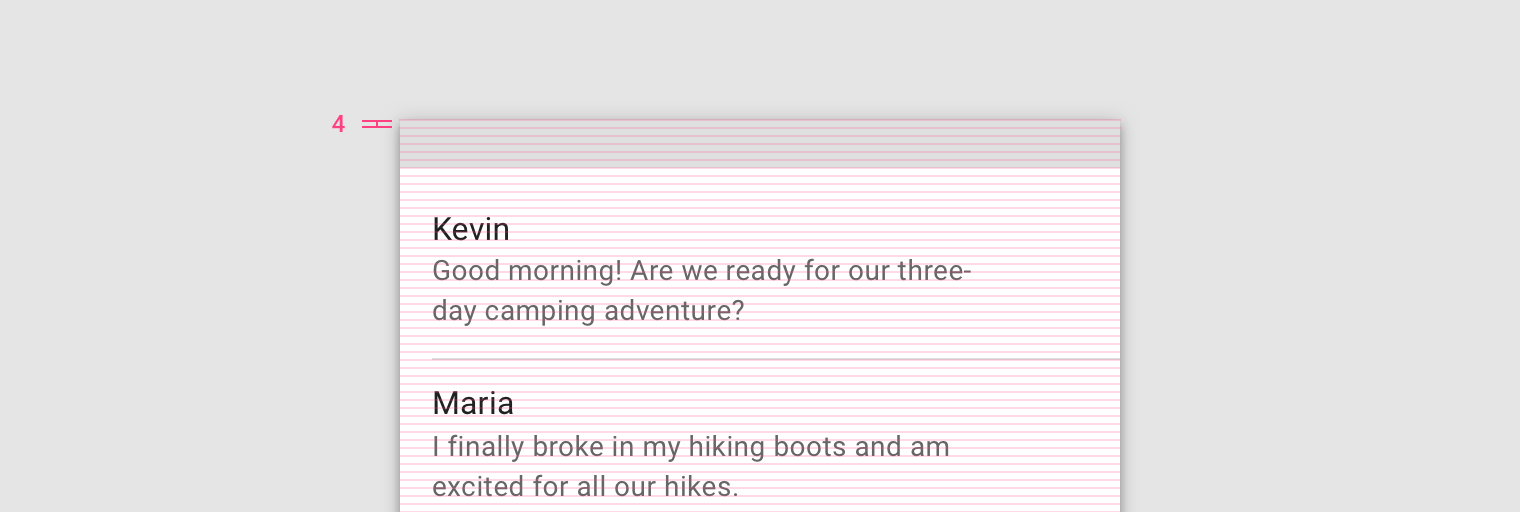 4
Kevin
Good morning! Are we ready for our three-
day camping adventure?
Maria
I finally broke in my hiking boots and am
excited for all our hikes.